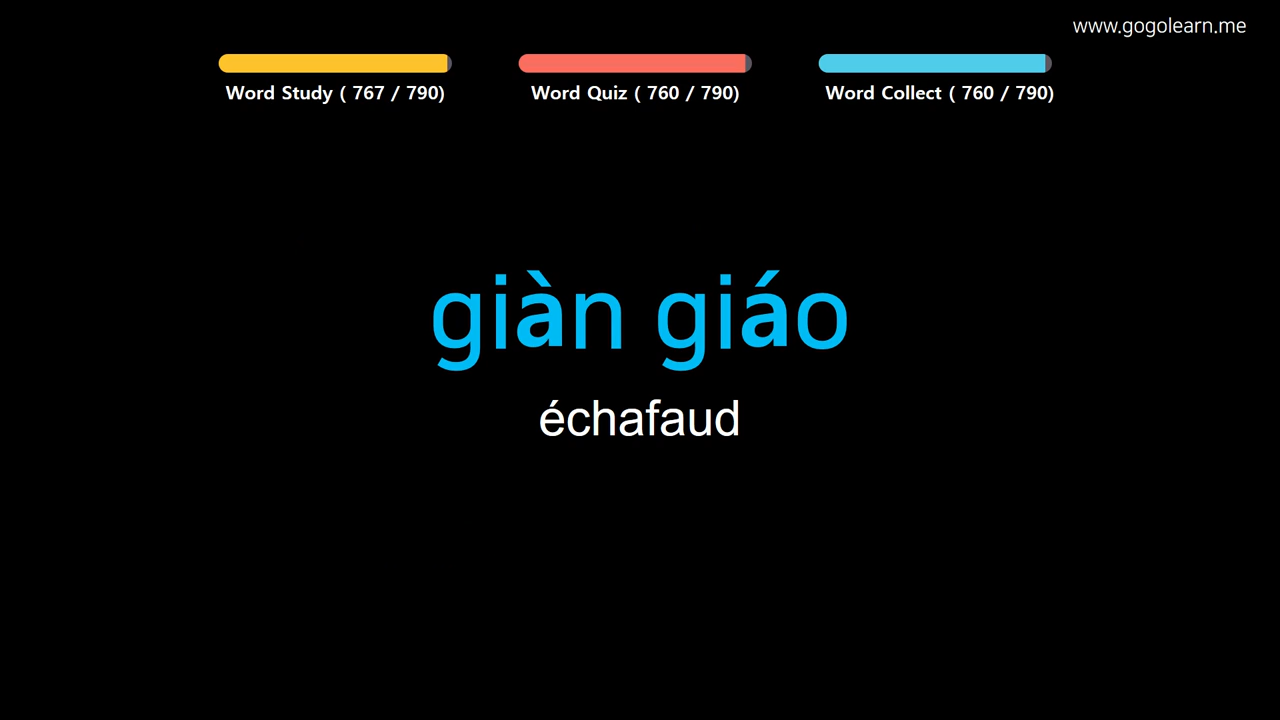 www.gogolearn.me
Word Study ( 767 / 790)
Word Quiz ( 760 / 790)
Word Collect ( 760 / 790)
giàn giáo
échafaud